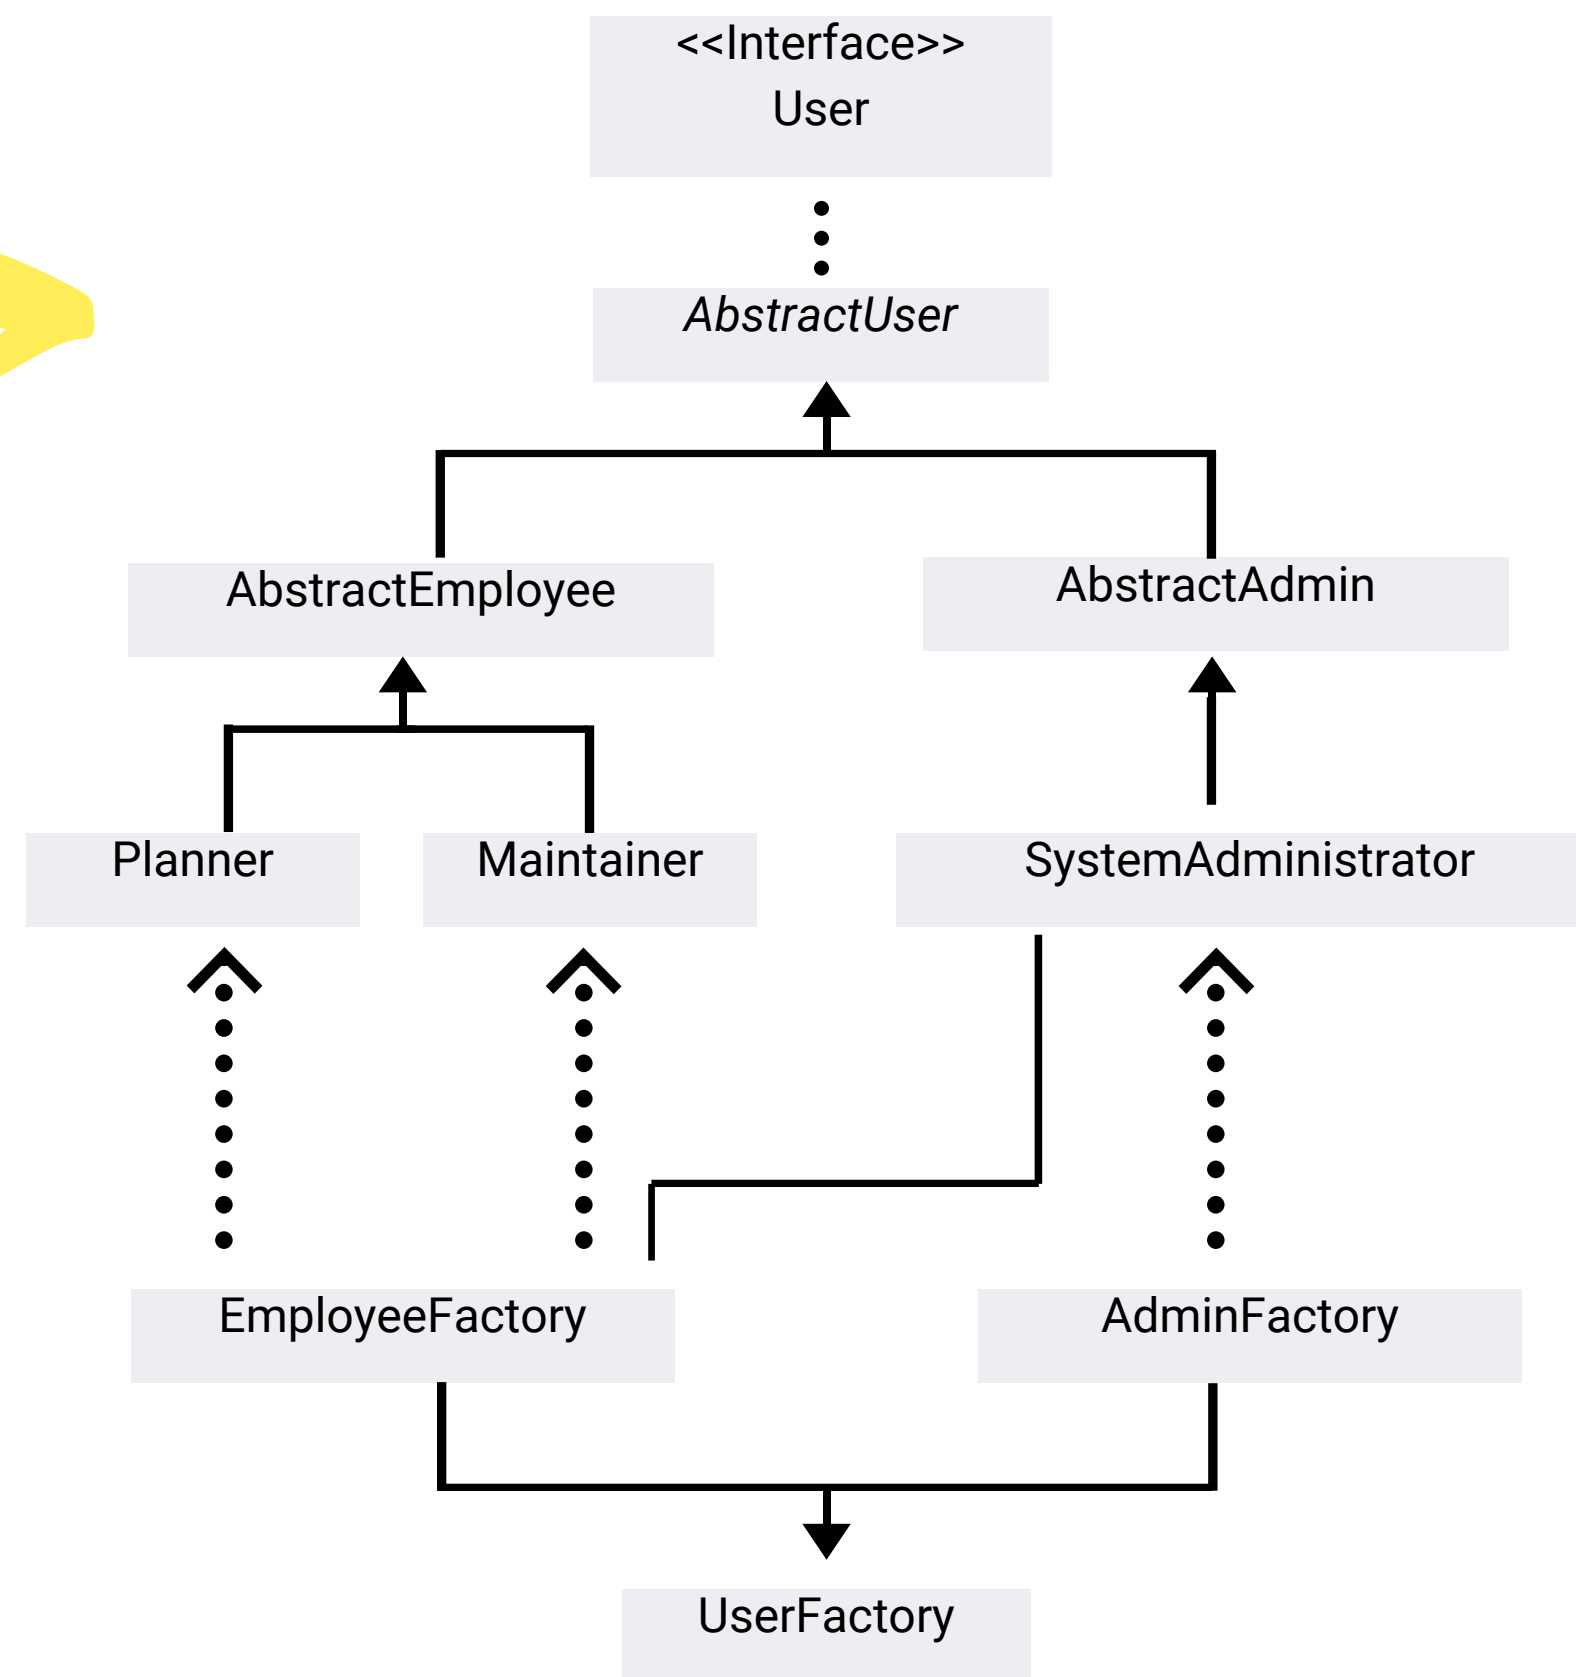 <<Interface>>
User
AbstractUser
AbstractEmployee
AbstractAdmin
Planner
Maintainer
SystemAdministrator
EmployeeFactory
AdminFactory
UserFactory